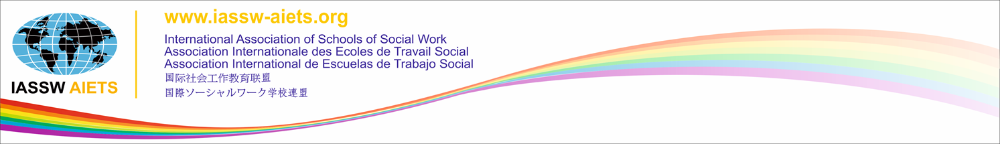 www.iassw-aiets.org
International Association of Schools of Social Work
Association Internationale des Ecoles de Travail Social
Association International de Escuelas de Trabajo Social
国际社会工作教育联盟
国際ソーシャルワーク学校連盟
IASSW AIETS